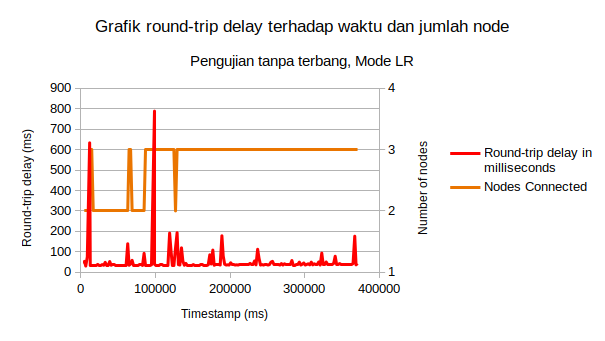 Grafik round-trip delay terhadap waktu dan jumlah node
Pengujian tanpa terbang, Mode LR
900
800
700
600
500
400
300
200
100
0
Round-trip delay (ms)
0
100000
200000
300000
400000
Timestamp (ms)
4
3
2
1
Number of nodes
Round-trip delay in
milliseconds
Nodes Connected